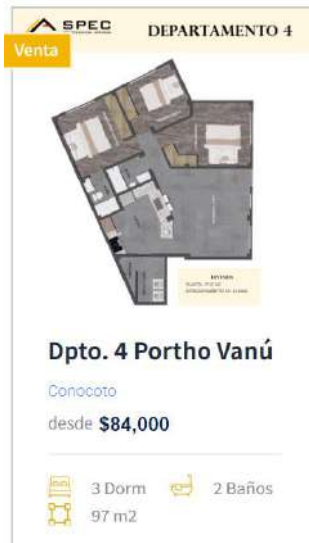 SPEC
DEPARTAMENTO 4
Venta
Dpto. 4 Portho Vanú
Conocoto
desde $84,000
3 Dorm
2 Baños
97 m2